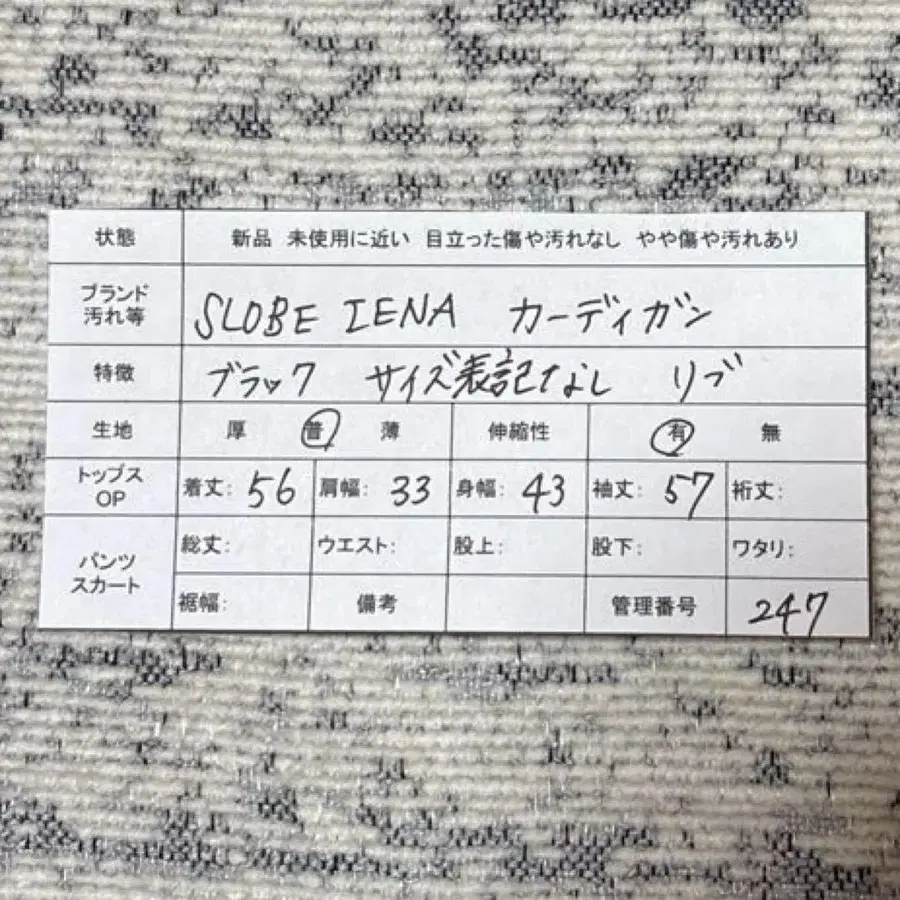 状態 新品 未使用に近い 目立った傷や汚れなし やや傷や汚れあり
ブランド
汚れ等 SLOBE IENA カーディガン
特徴 ブラック サイズ表記なし リブ
生地 厚 普 薄 伸縮性 有 無
トップス
OP 着丈: 56 肩幅: 33 身幅: 43 袖丈: 57 裄丈:
パンツ
スカート 総丈: ウエスト: 股上: 股下: ワタリ:
裾幅: 備考 管理番号 247